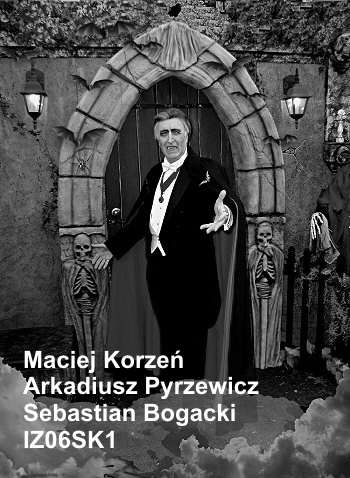 Maciej Korzeń
Arkadiusz Pyrzewicz
Sebastian Bogacki
IZ06SK1